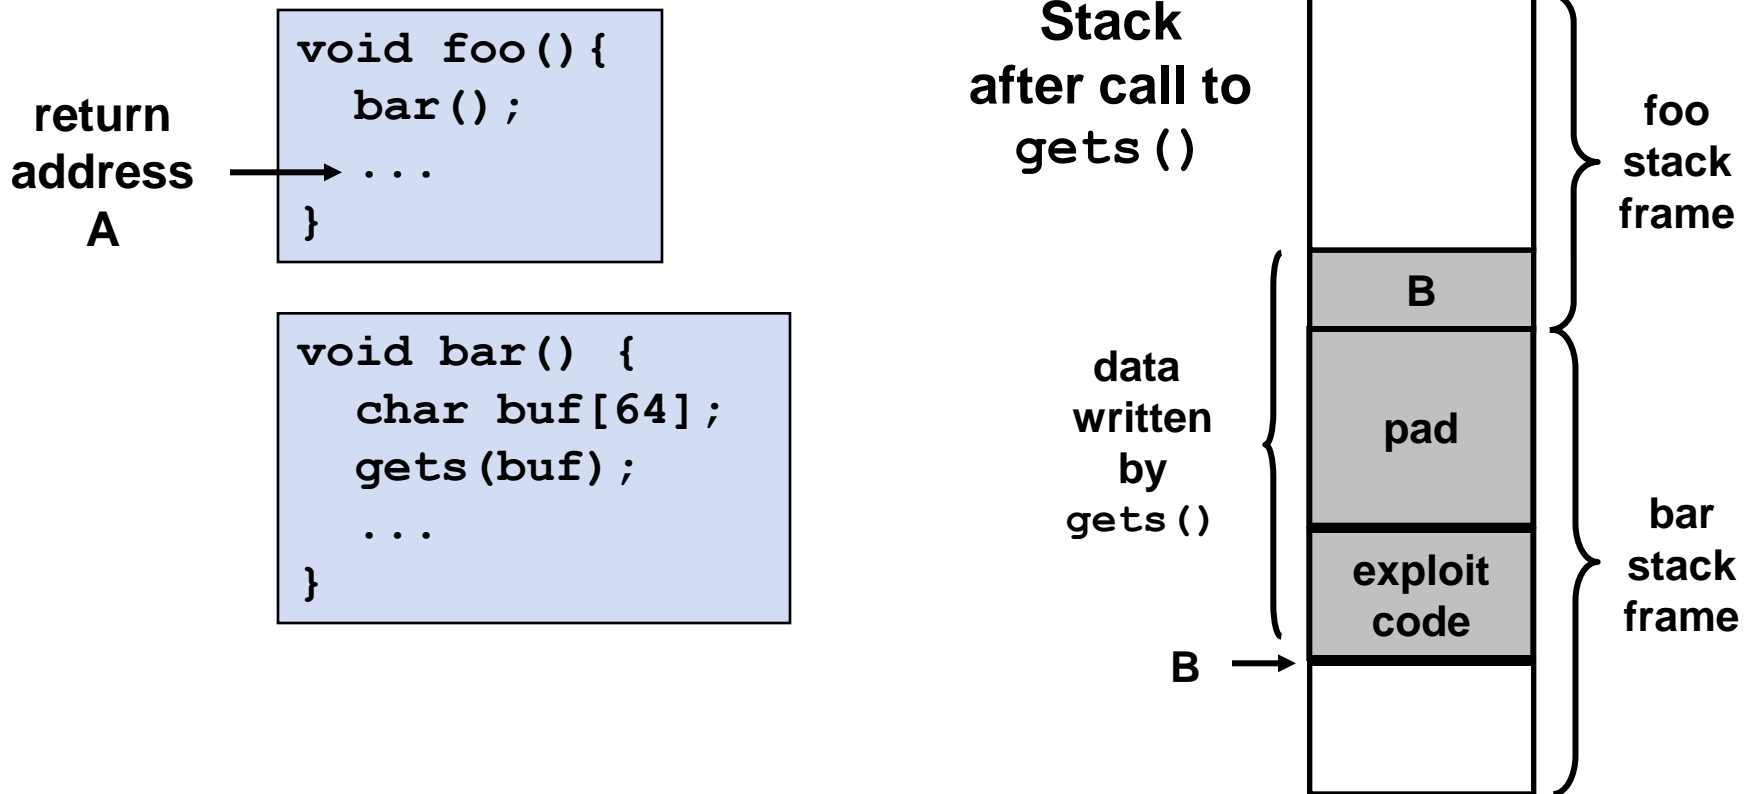 return
address
A
void foo(){
bar();
...
}
void bar() {
char buf[64];
gets(buf);
...
}
Stack
after call to
gets()
data
written
by
gets()
B
B
pad
exploit
code
foo
stack
frame
bar
stack
frame